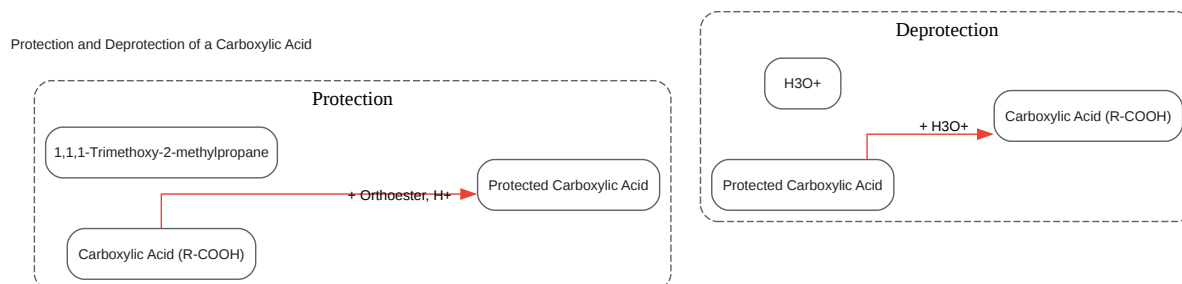 Protection and Deprotection of a Carboxylic Acid
Protection
1,1,1-Trimethoxy-2-methylpropane
+ Orthoester, H+
Protected Carboxylic Acid
Carboxylic Acid (R-COOH)
Deprotection
H3O+
Carboxylic Acid (R-COOH)
+ H3O+
Protected Carboxylic Acid